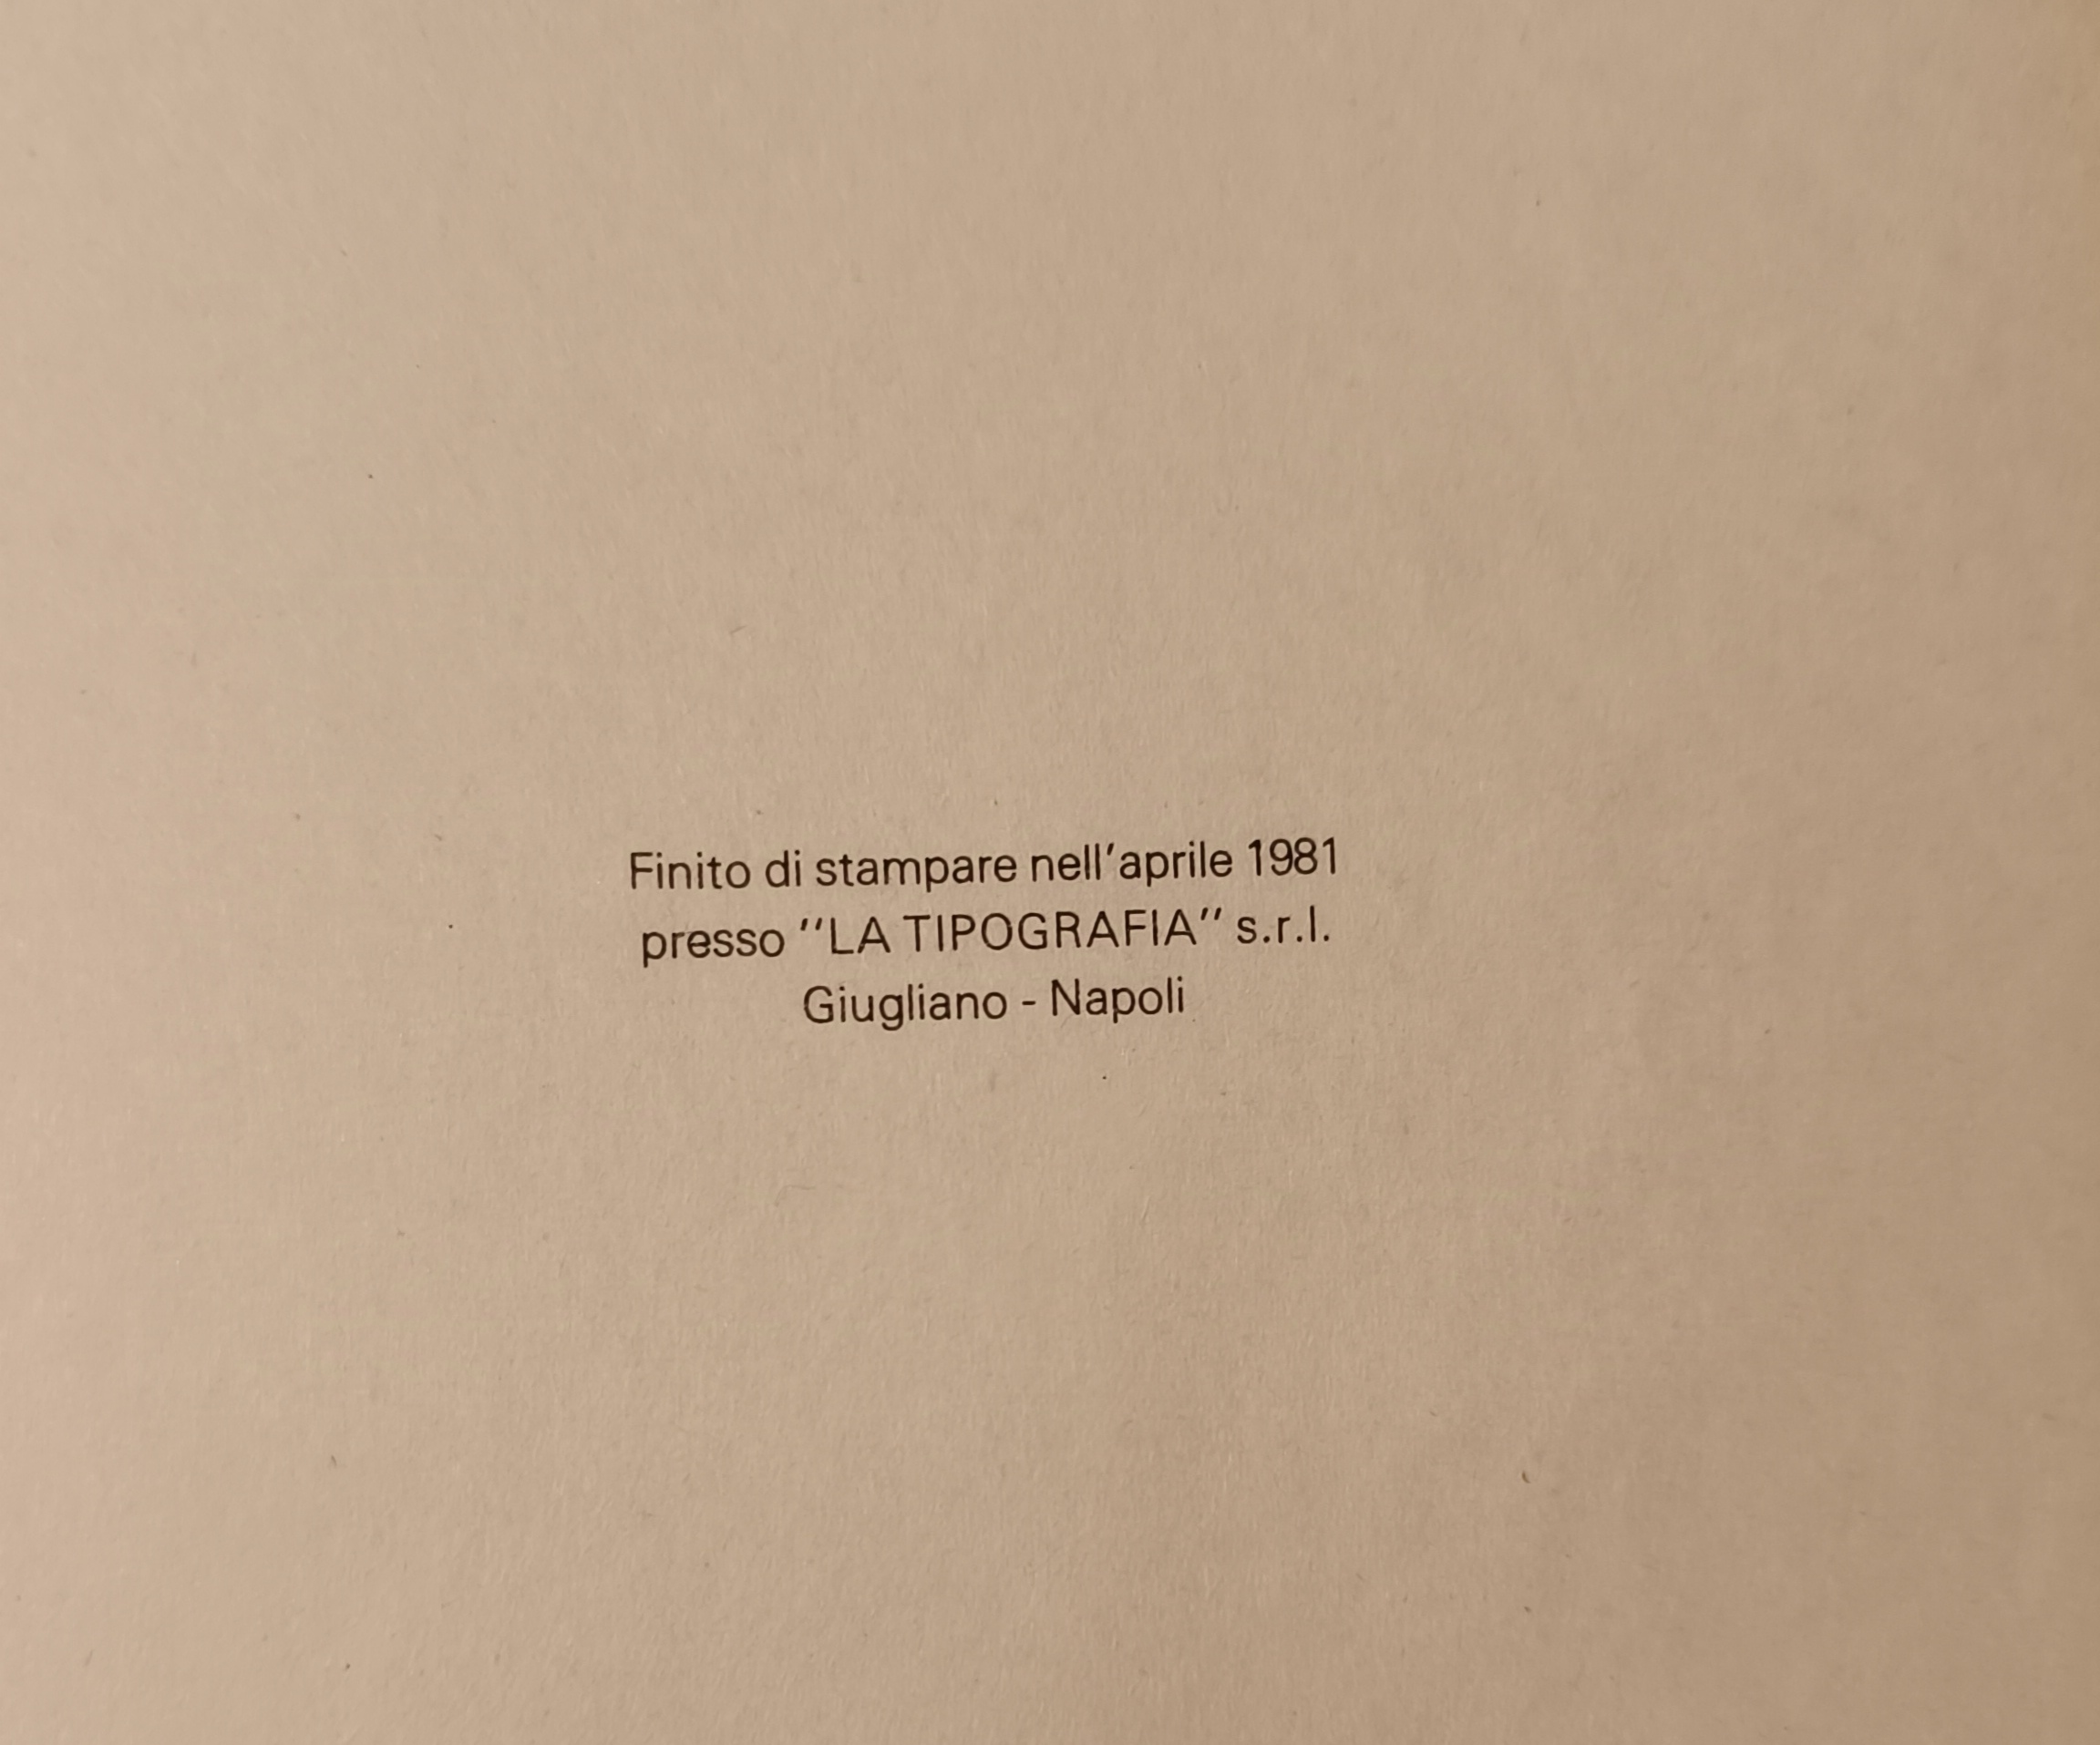 Finito di stampare nell'aprile 1981
presso "LA TIPOGRAFIA" s.r.l.
Giugliano - Napoli